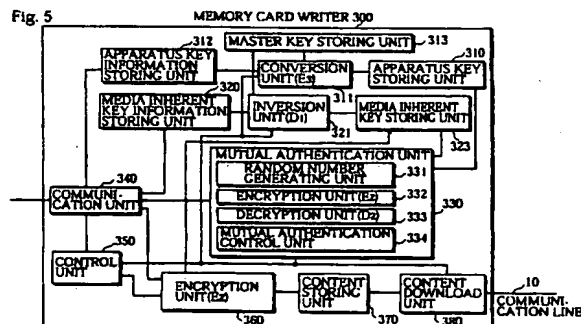 Fig. 5
MEMORY CARD WRITER 300
312
MASTER KEY STORING UNIT
313
APPARATUS KEY
INFORMATION
STORING UNIT
320
CONVERSION
UNIT(E3)
311
310
APPARATUS KEY
STORING UNIT
MEDIA INHERENT
KEY INFORMATION
STORING UNIT
INVERSION
UNIT(D1)
321
MEDIA INHERENT
KEY STORING UNIT
323
MUTUAL AUTHENTICATION UNIT
RANDOM NUMBER
GENERATING UNIT
331
ENCRYPTION UNIT(E2)
332
DECRYPTION UNIT(D2)
333
MUTUAL AUTHENTICATION
CONTROL UNIT
334
330
340
COMMUNI-
CATION UNIT
350
CONTROL
UNIT
ENCRYPTION
UNIT(E2)
360
CONTENT
STORING
UNIT
370
CONTENT
DOWNLOAD
UNIT
380
10
COMMUNI-
CATION LINE